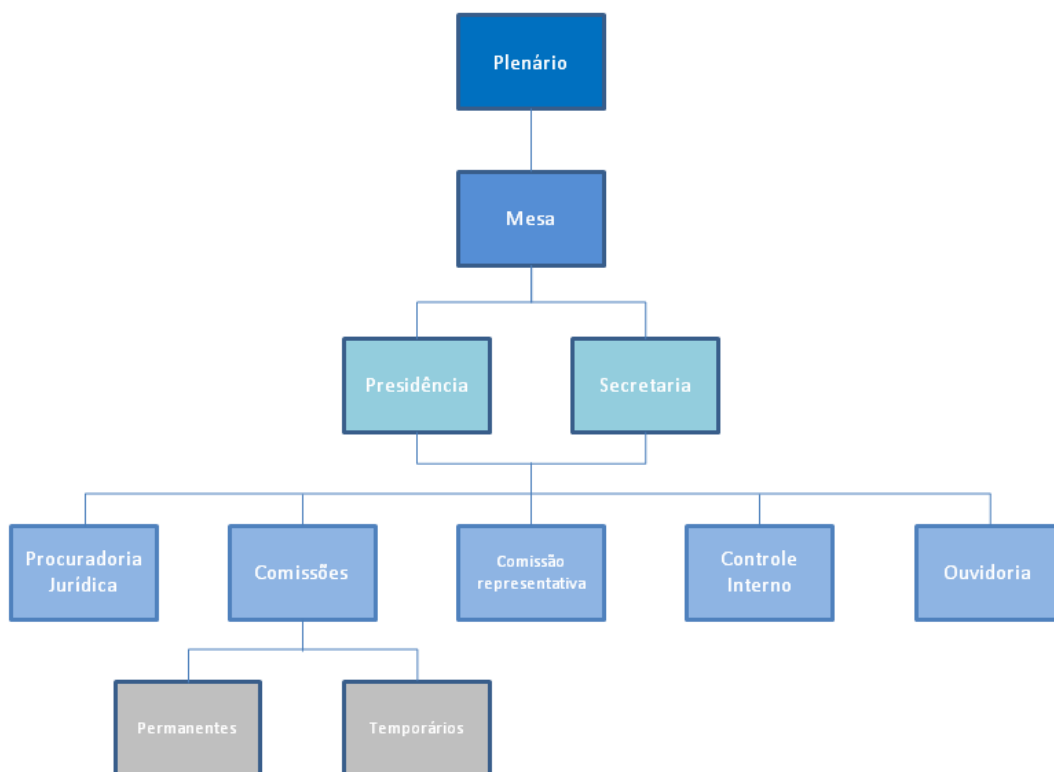 Plenário
Mesa
Presidência
Secretaria
Procuradoria
Jurídica
Comissões
Comissão
representativa
Controle
Interno
Ouvidoria
Permanentes
Temporários